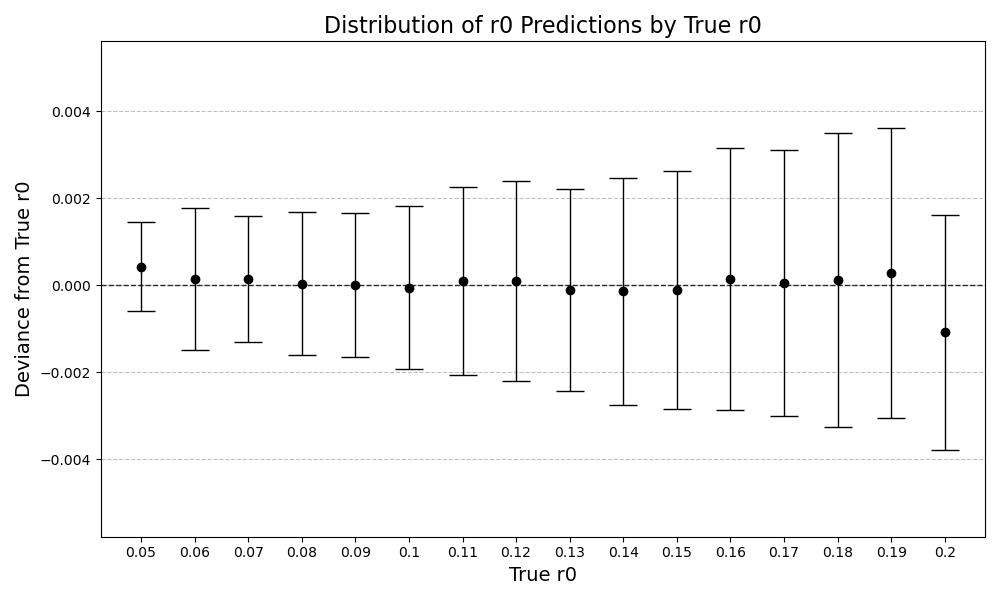 Distribution of r0 Predictions by True r0
Deviance from True r0
0.004
0.002
0.000
−0.002
−0.004
0.05 0.06 0.07 0.08 0.09 0.1 0.11 0.12 0.13 0.14 0.15 0.16 0.17 0.18 0.19 0.2
True r0